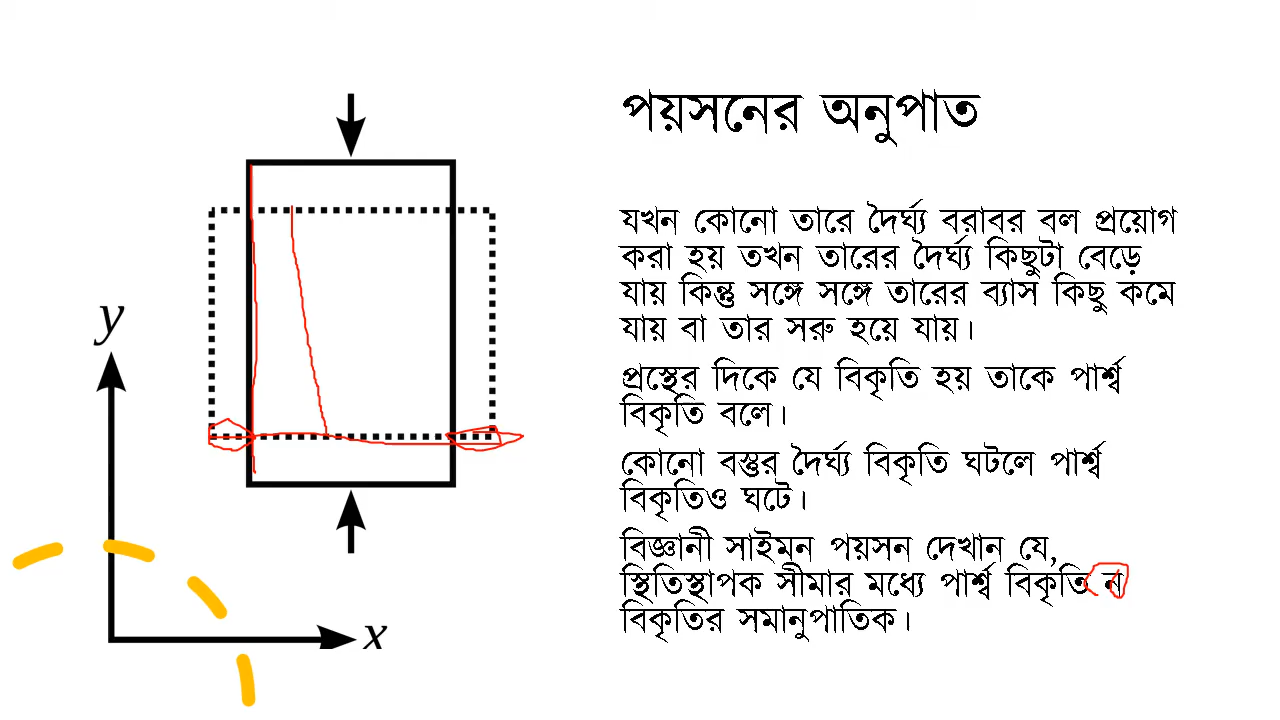 পয়সনের অনুপাত
যখন কোনো তারে দৈর্ঘ্য বরাবর বল প্রয়োগ
করা হয় তখন তারের দৈর্ঘ্য কিছুটা বেড়ে
যায় কিন্তু সঙ্গে সঙ্গে তারের ব্যাস কিছু কমে
যায় বা তার সরু হয়ে যায়।
প্রস্থের দিকে যে বিকৃতি হয় তাকে পার্শ্ব
বিকৃতি বলে।
কোনো বস্তুর দৈর্ঘ্য বিকৃতি ঘটলে পার্শ্ব
বিকৃতিও ঘটে।
বিজ্ঞানী সাইমন পয়সন দেখান যে,
স্থিতিস্থাপক সীমার মধ্যে পার্শ্ব বিকৃতি ন
বিকৃতির সমানুপাতিক।
y
x